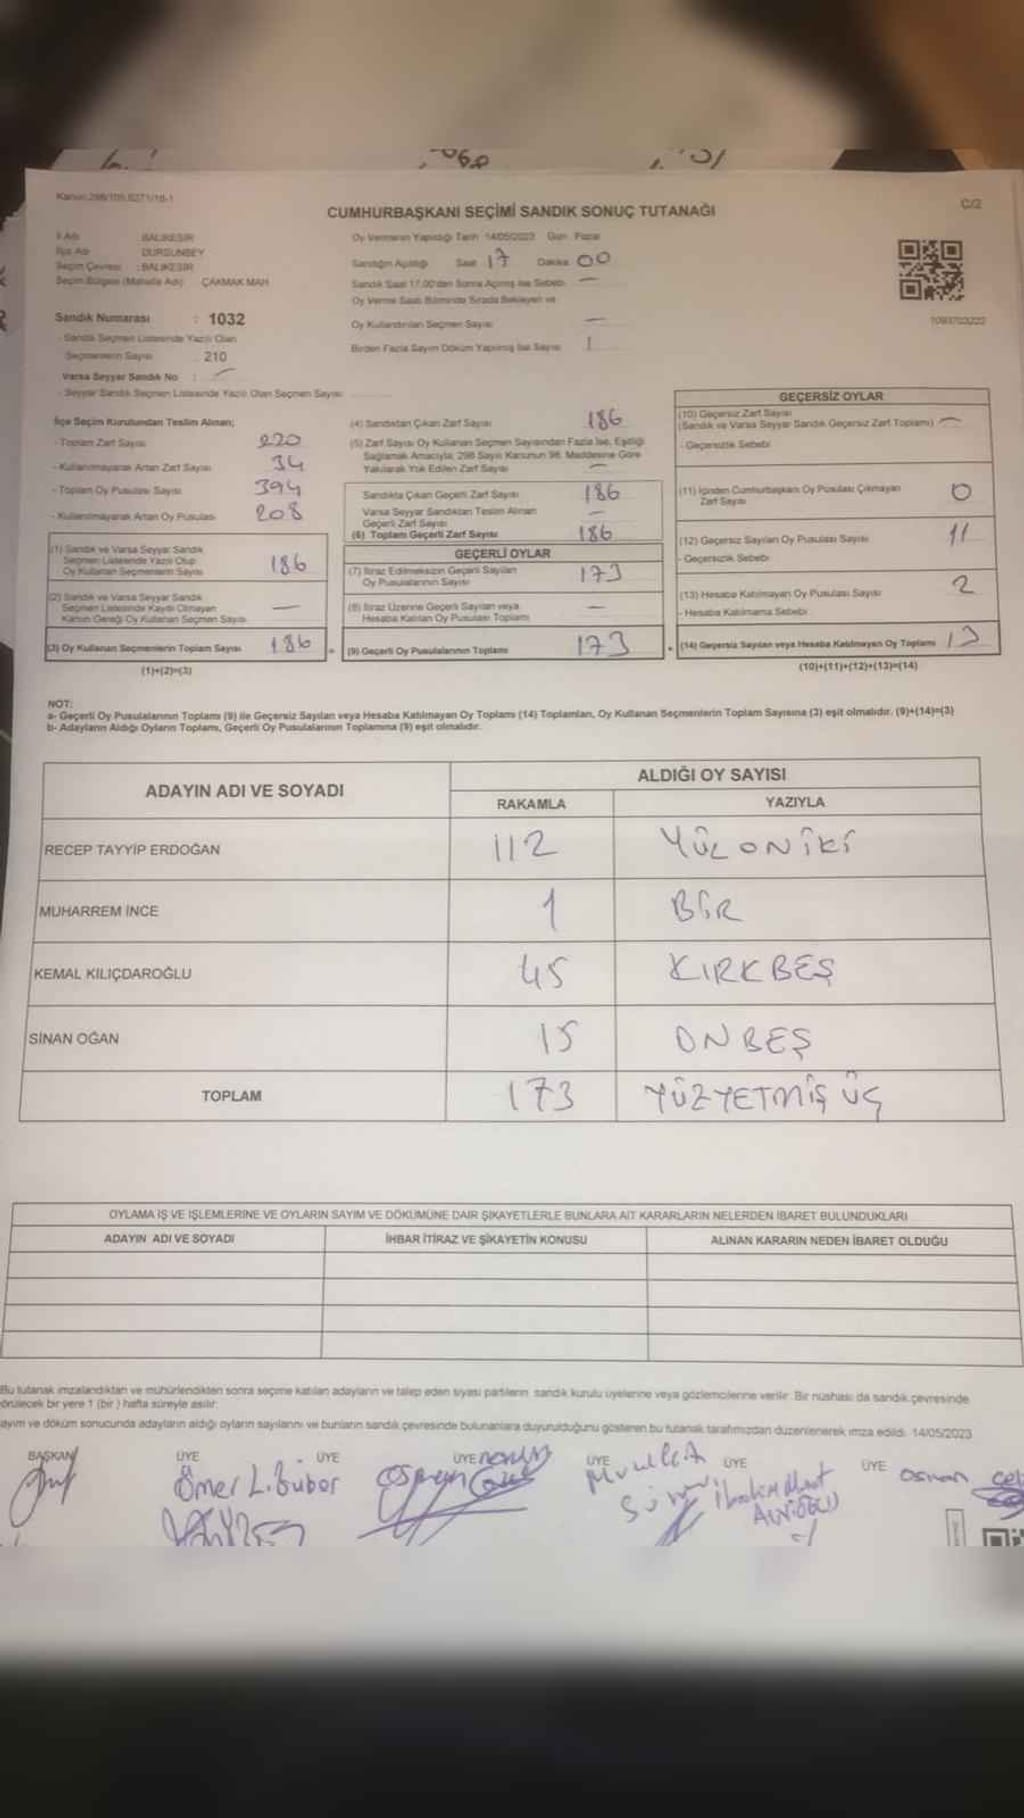 CUMHURBAŞKANI SEÇİMİ SANDIK SONUÇ TUTANAĞI
C/2
İl Adı BALIKESİR
İlçe Adı DURSUNBEY
Seçim Çevresi : BALIKESİR
Seçim Bölgesi (Mahalle Adı) ÇAKMAK MAH
Sandık Numarası : 1032
- Sandık Seçmen Listesinde Yazılı Olan
Seçmenlerin Sayısı 210
Varsa Seyyar Sandık No : —
- Seyyar Sandık Seçmen Listesinde Yazılı Olan Seçmen Sayısı
Oy Vermenin Yapıldığı Tarih 14/05/2023 Gün Pazar
Sandığın Açıldığı Saat 17 Dakika 00
Sandık Saat 17.00'den Sonra Açılmış İse Sebebi —
Oy Verme Saati Bitiminde Sırada Bekleyen ve
Oy Kullandırılan Seçmen Sayısı —
Birden Fazla Sayım Döküm Yapılmış İse Sayısı 1
İlçe Seçim Kurulundan Teslim Alınan;
- Toplam Zarf Sayısı 220
- Kullanılmayarak Artan Zarf Sayısı 34
- Toplam Oy Pusulası Sayısı 394
- Kullanılmayarak Artan Oy Pusulası 208
(1) Sandık ve Varsa Seyyar Sandık
Seçmen Listesinde Yazılı Olup
Oy Kullanan Seçmenlerin Sayısı 186
(2) Sandık ve Varsa Seyyar Sandık
Seçmen Listesinde Kaydı Olmayan
Kanun Gereği Oy Kullanan Seçmen Sayısı —
(3) Oy Kullanan Seçmenlerin Toplam Sayısı 186
(1)+(2)=(3)
(4) Sandıktan Çıkan Zarf Sayısı 186
(5) Zarf Sayısı Oy Kullanan Seçmen Sayısından Fazla İse, Eşitliği
Sağlamak Amacıyla; 298 Sayılı Kanunun 98. Maddesine Göre
Yakılarak Yok Edilen Zarf Sayısı —
Sandıkta Çıkan Geçerli Zarf Sayısı 186
Varsa Seyyar Sandıktan Teslim Alınan
Geçerli Zarf Sayısı —
(6) Toplam Geçerli Zarf Sayısı 186
GEÇERLİ OYLAR
(7) İtiraz Edilmeksizin Geçerli Sayılan
Oy Pusulalarının Sayısı 173
(8) İtiraz Üzerine Geçerli Sayılan veya
Hesaba Katılan Oy Pusulası Toplamı —
(9) Geçerli Oy Pusulalarının Toplamı 173
GEÇERSİZ OYLAR
(10) Geçersiz Zarf Sayısı
(Sandık ve Varsa Seyyar Sandık Geçersiz Zarf Toplamı) —
- Geçersizlik Sebebi
(11) İçinden Cumhurbaşkanı Oy Pusulası Çıkmayan
Zarf Sayısı 0
(12) Geçersiz Sayılan Oy Pusulası Sayısı 11
- Geçersizlik Sebebi
(13) Hesaba Katılmayan Oy Pusulası Sayısı 2
- Hesaba Katılmama Sebebi
(14) Geçersiz Sayılan veya Hesaba Katılmayan Oy Toplamı 13
(10)+(11)+(12)+(13)=(14)
NOT:
a- Geçerli Oy Pusulalarının Toplamı (9) ile Geçersiz Sayılan veya Hesaba Katılmayan Oy Toplamı (14) Toplamları, Oy Kullanan Seçmenlerin Toplam Sayısına (3) eşit olmalıdır. (9)+(14)=(3)
b- Adayların Aldığı Oyların Toplamı, Geçerli Oy Pusulalarının Toplamına (9) eşit olmalıdır.
ADAYIN ADI VE SOYADI
ALDIĞI OY SAYISI
RAKAMLA YAZIYLA
RECEP TAYYİP ERDOĞAN 112 YÜZ ONİKİ
MUHARREM İNCE 1 BİR
KEMAL KILIÇDAROĞLU 45 KIRKBEŞ
SİNAN OĞAN 15 ONBEŞ
TOPLAM 173 YÜZYETMİŞ ÜÇ
OYLAMA İŞ VE İŞLEMLERİNE VE OYLARIN SAYIM VE DÖKÜMÜNE DAİR ŞİKAYETLERLE BUNLARA AİT KARARLARIN NELERDEN İBARET BULUNDUKLARI
ADAYIN ADI VE SOYADI İHBAR İTİRAZ VE ŞİKAYETİN KONUSU ALINAN KARARIN NEDEN İBARET OLDUĞU
Bu tutanak imzalandıktan ve mühürlendikten sonra seçime katılan adayların ve talep eden siyasi partilerin sandık kurulu üyelerine veya gözlemcilerine verilir. Bir nüshası da sandık çevresinde
görülecek bir yere 1 (bir) hafta süreyle asılır.
ayım ve döküm sonucunda adayların aldığı oyların sayılarını ve bunların sandık çevresinde bulunanlara duyurulduğunu gösteren bu tutanak tarafımızdan düzenlenerek imza edildi. 14/05/2023
BAŞKAN ÜYE ÜYE ÜYE ÜYE ÜYE ÜYE
Ömer L. Osman